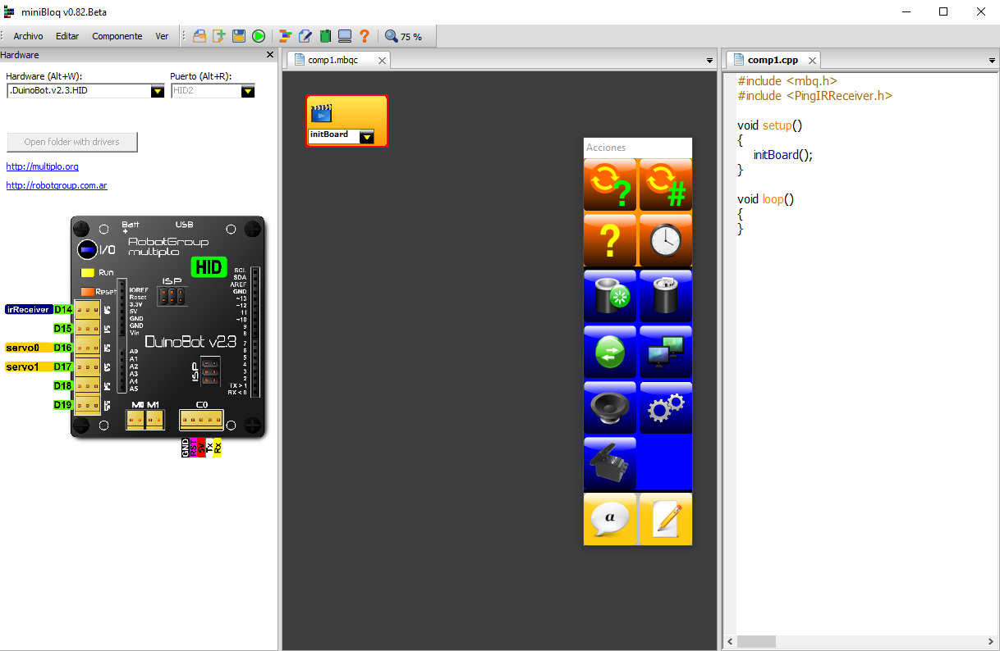 miniBloq v0.82.Beta
Archivo Editar Componente Ver 75 %
Hardware
Hardware (Alt+W): Puerto (Alt+R):
.DuinoBot.v2.3.HID HID2
Open folder with drivers
http://multiplo.org
http://robotgroup.com.ar
Batt USB
+
I/O RobotGroup
multiplo
HID
Run
Reset
ISP
SCL
SDA
AREF
GND
~13
~12
11
~10
9
8
7
6
5
4
3
2
TX > 1
RX < 0
IOREF
Reset
3.3V
5V
GND
GND
Vin
DuinoBot v2.3
A0
A1
A2
A3
A4
A5
ISP
irReceiver D14
D15
servo0 D16
servo1 D17
D18
D19
M0 M1 C0
GND
RST
5V
Tx
Rx
comp1.mbqc
initBoard
Acciones
?
#
?
a
comp1.cpp
#include <mbq.h>
#include <PingIRReceiver.h>
void setup()
{
initBoard();
}
void loop()
{
}